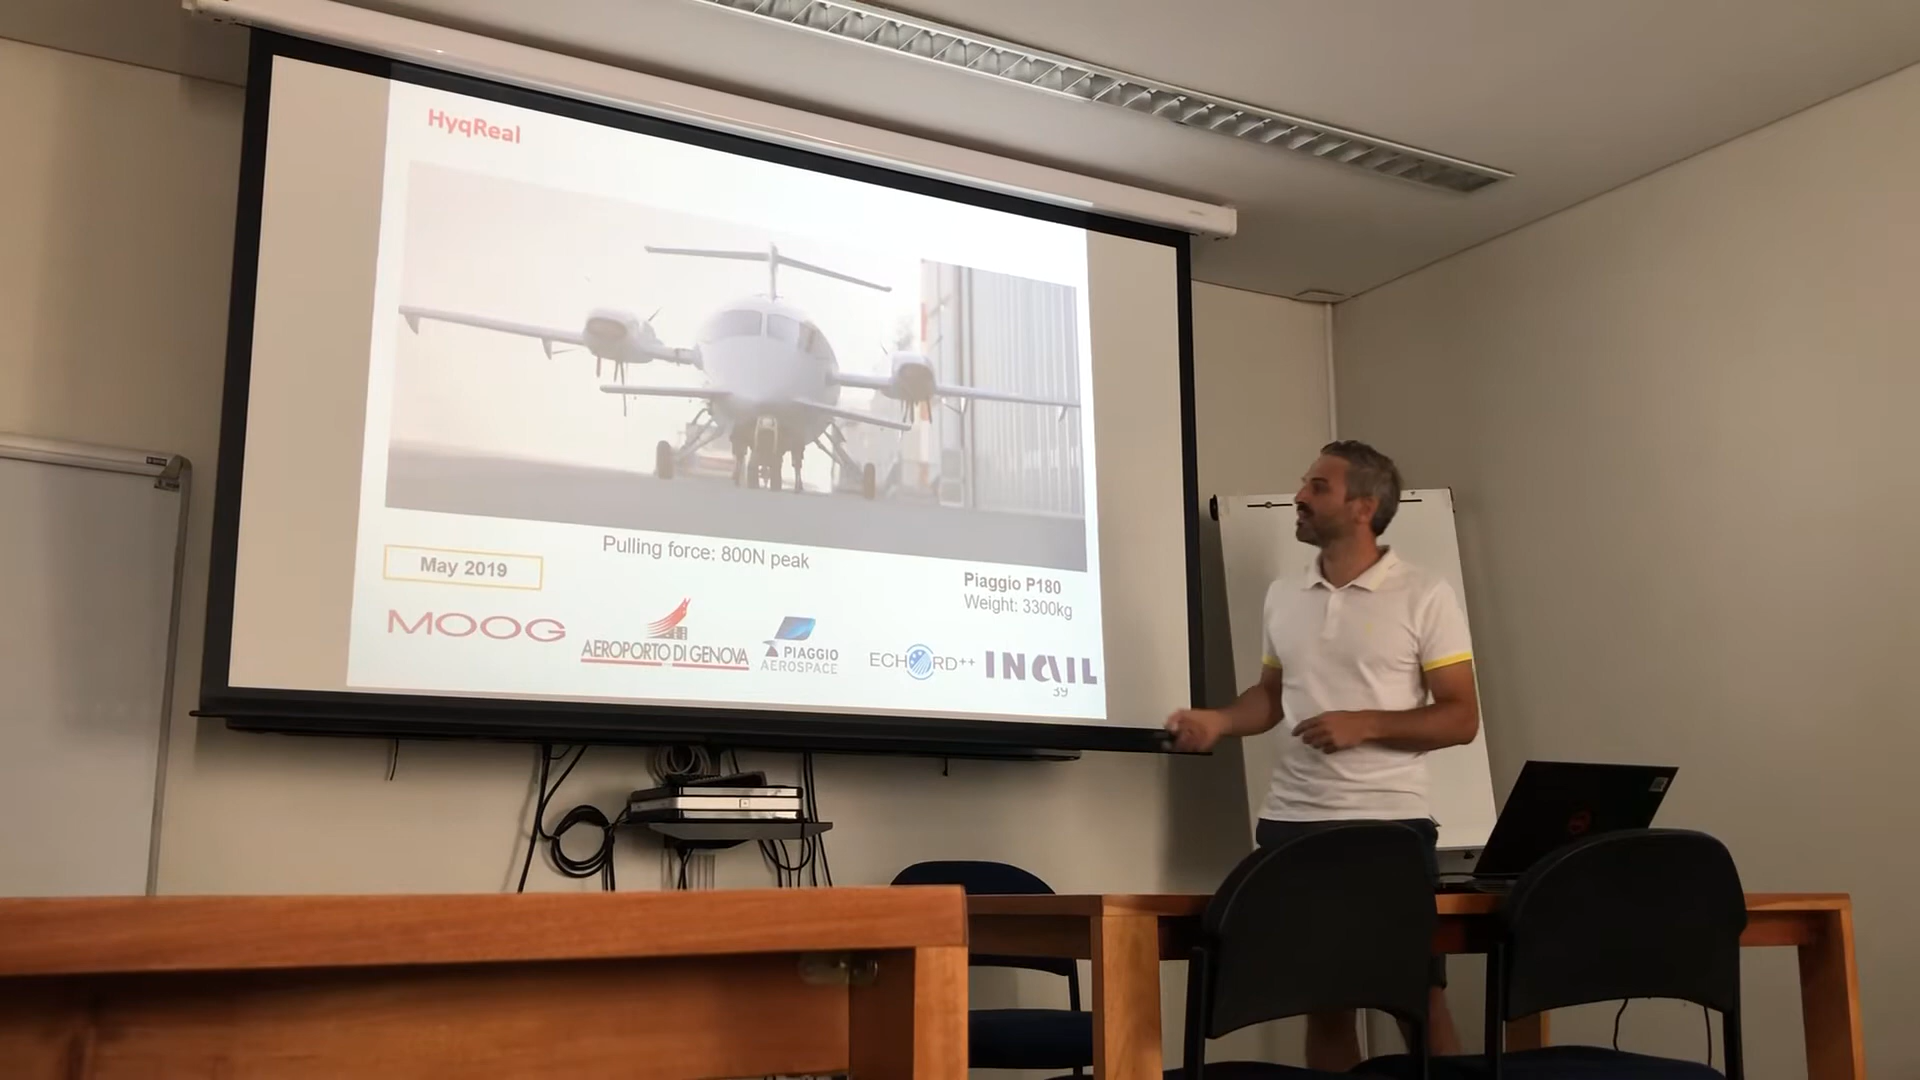 HyqReal
Pulling force: 800N peak
May 2019
Piaggio P180
Weight: 3300kg
MOOG
AEROPORTO DI GENOVA
PIAGGIO
AEROSPACE
ECHORD++
INAIL